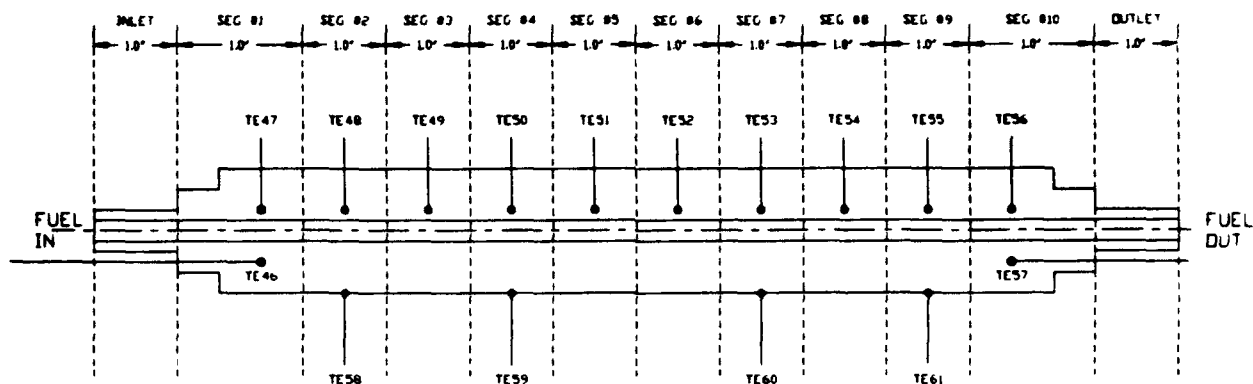 INLET SEG #1 SEG #2 SEG #3 SEG #4 SEG #5 SEG #6 SEG #7 SEG #8 SEG #9 SEG #10 OUTLET
1.0" 1.0" 1.0" 1.0" 1.0" 1.0" 1.0" 1.0" 1.0" 1.0" 1.0" 1.0"
TE47 TE48 TE49 TE50 TE51 TE52 TE53 TE54 TE55 TE56
FUEL IN
FUEL OUT
TE46 TE57
TE58 TE59 TE60 TE61